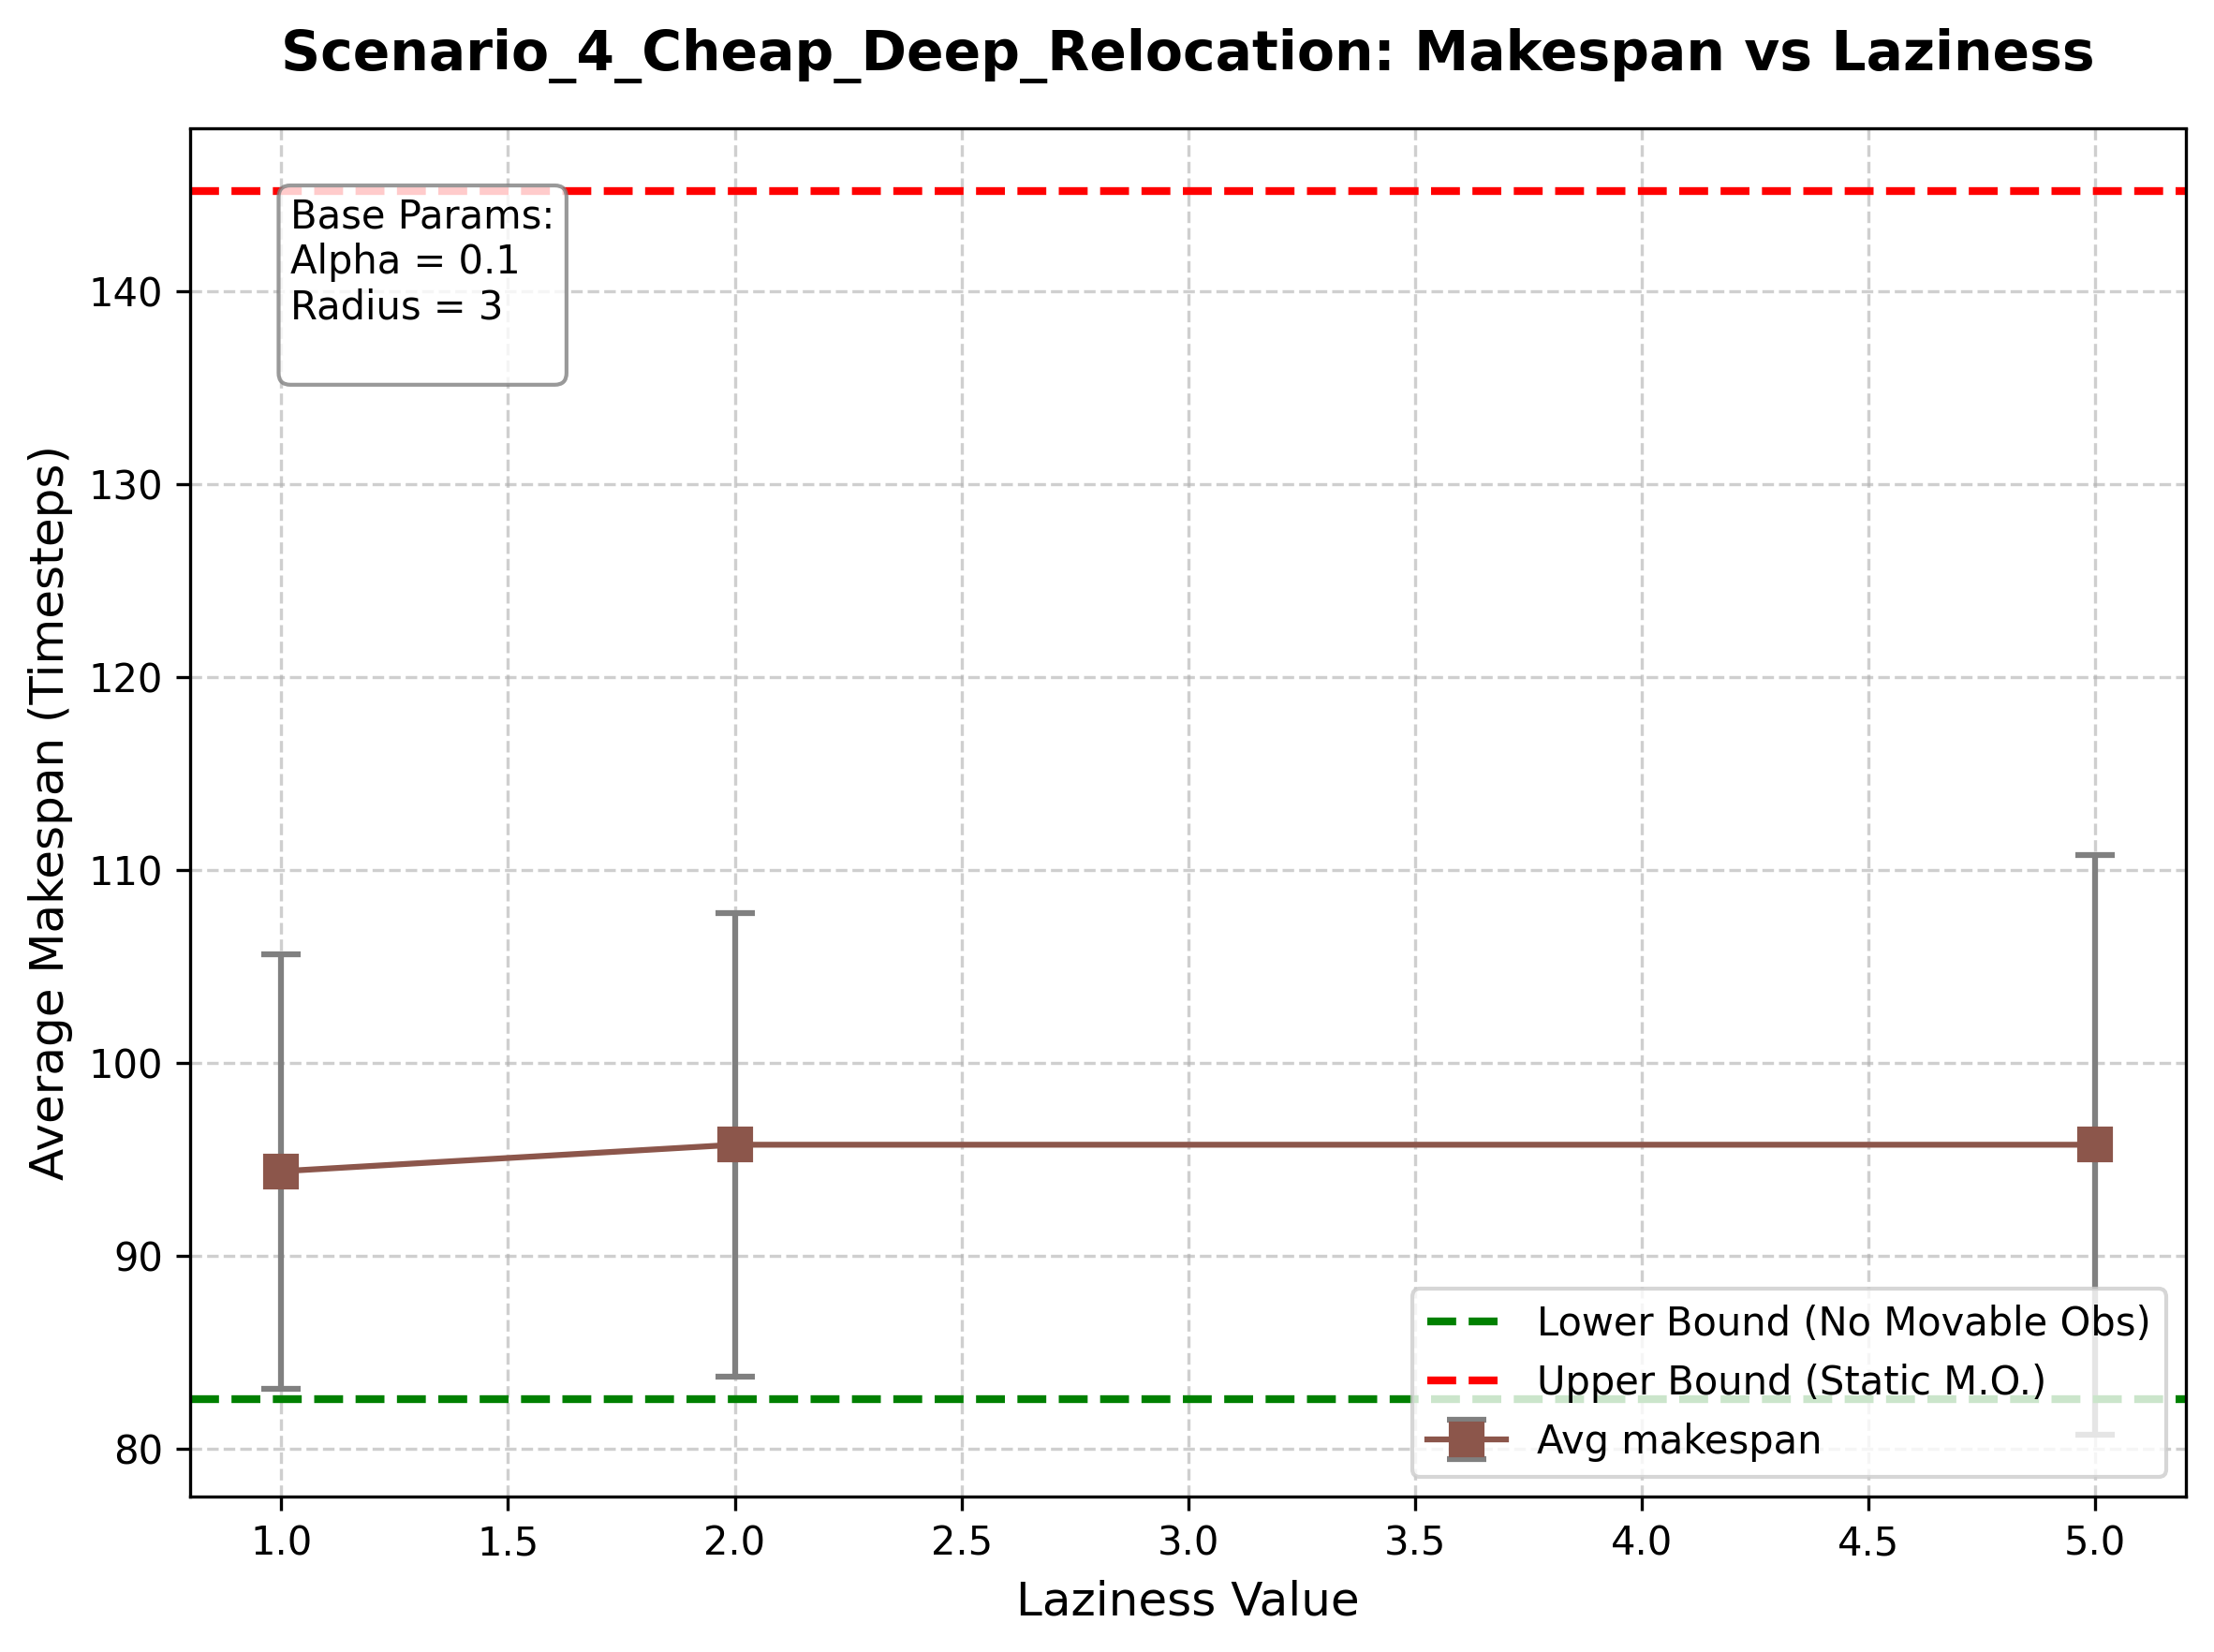 Scenario_4_Cheap_Deep_Relocation: Makespan vs Laziness
Base Params:
Alpha = 0.1
Radius = 3
Average Makespan (Timesteps)
140
130
120
110
100
90
80
Lower Bound (No Movable Obs)
Upper Bound (Static M.O.)
Avg makespan
1.0 1.5 2.0 2.5 3.0 3.5 4.0 4.5 5.0
Laziness Value